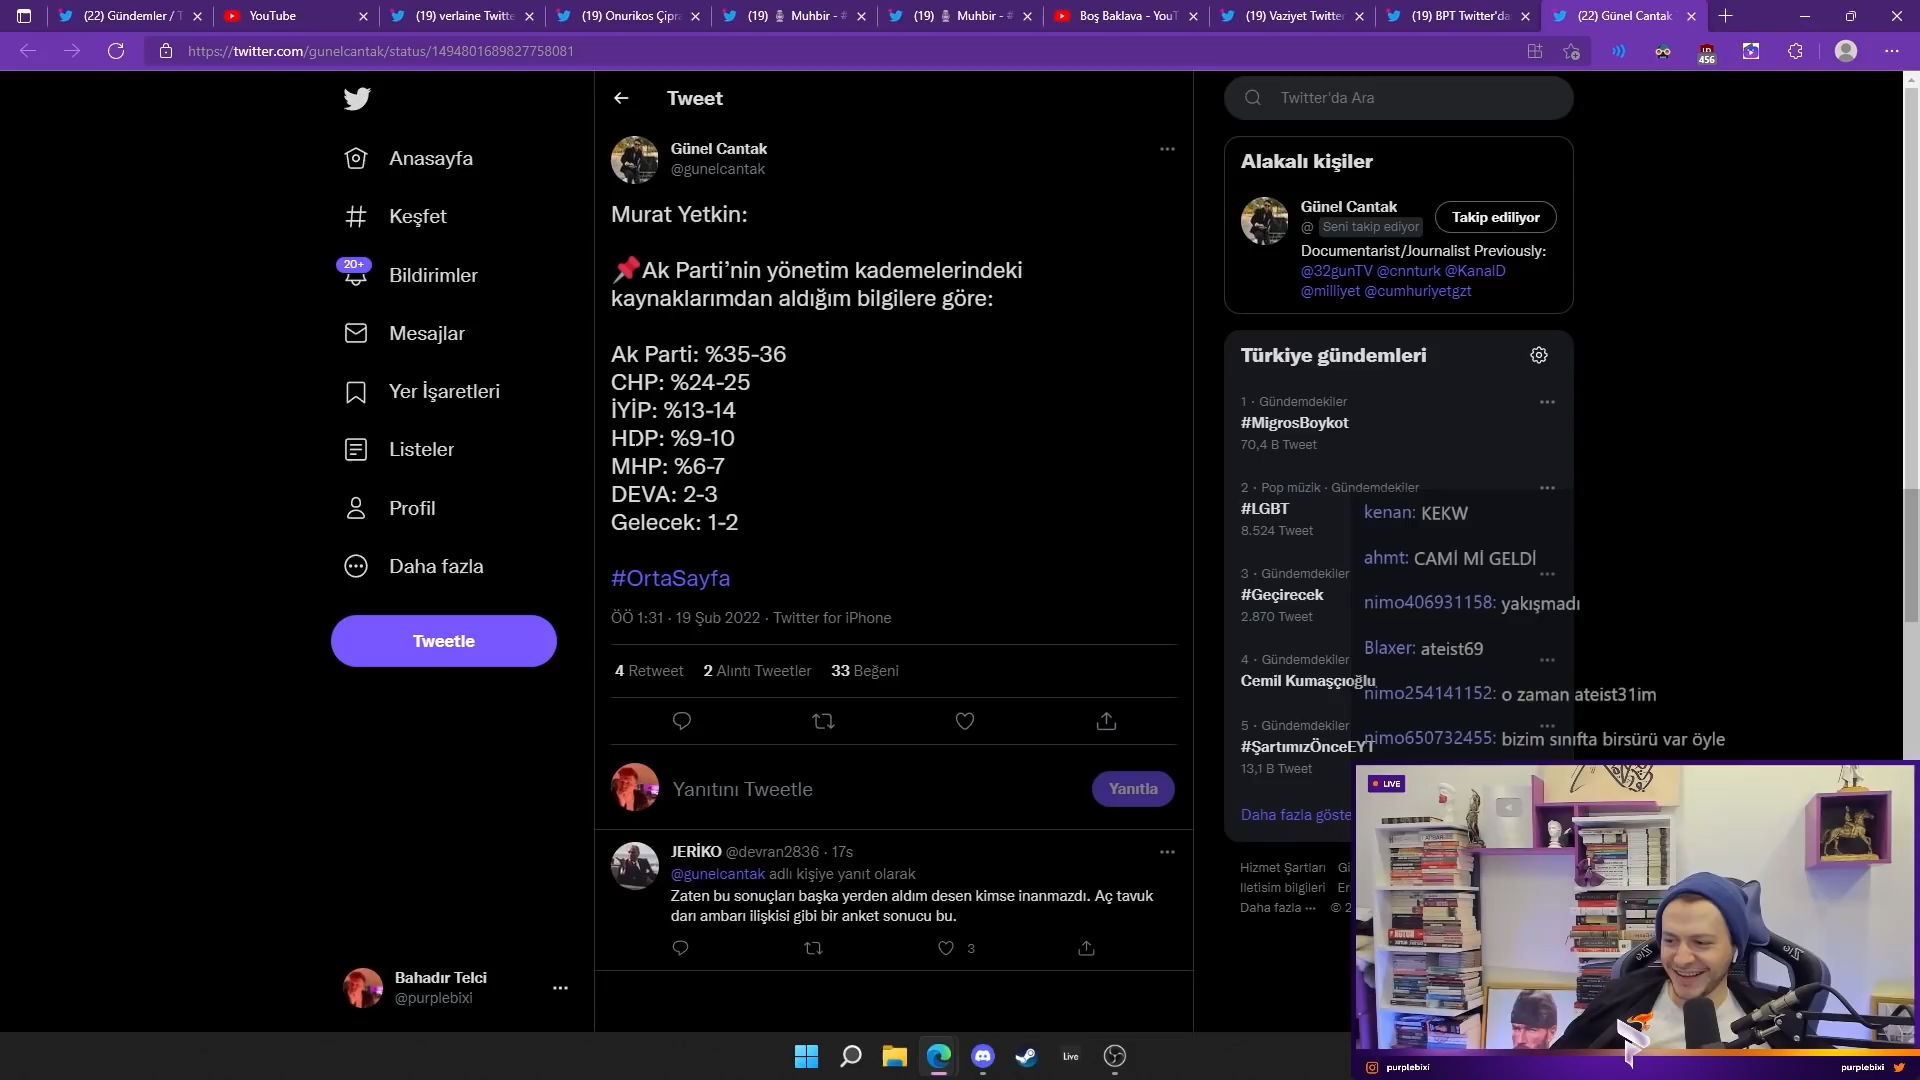 (22) Gündemler / T
YouTube
(19) verlaine Twitte
(19) Onurikos Çipra
(19) Muhbir - #
(19) Muhbir - #
Boş Baklava - YouT
(19) Vaziyet Twitter
(19) BPT Twitter'da
(22) Günel Cantak
https://twitter.com/gunelcantak/status/1494801689827758081
456
Anasayfa
Keşfet
20+
Bildirimler
Mesajlar
Yer İşaretleri
Listeler
Profil
Daha fazla
Tweetle
Bahadır Telci
@purplebixi
Tweet
Günel Cantak
@gunelcantak
Murat Yetkin:
📌Ak Parti’nin yönetim kademelerindeki
kaynaklarımdan aldığım bilgilere göre:
Ak Parti: %35-36
CHP: %24-25
İYİP: %13-14
HDP: %9-10
MHP: %6-7
DEVA: 2-3
Gelecek: 1-2
#OrtaSayfa
ÖÖ 1:31 · 19 Şub 2022 · Twitter for iPhone
4 Retweet 2 Alıntı Tweetler 33 Beğeni
Yanıtını Tweetle
Yanıtla
JERİKO @devran2836 · 17s
@gunelcantak adlı kişiye yanıt olarak
Zaten bu sonuçları başka yerden aldım desen kimse inanmazdı. Aç tavuk
darı ambarı ilişkisi gibi bir anket sonucu bu.
3
Twitter'da Ara
Alakalı kişiler
Günel Cantak
@ Seni takip ediyor
Takip ediliyor
Documentarist/Journalist Previously:
@32gunTV @cnnturk @KanalD
@milliyet @cumhuriyetgzt
Türkiye gündemleri
1 · Gündemdekiler
#MigrosBoykot
70,4 B Tweet
2 · Pop müzik · Gündemdekiler
#LGBT
8.524 Tweet
3 · Gündemdekiler
#Geçirecek
2.870 Tweet
4 · Gündemdekiler
Cemil Kumaşçıoğlu
5 · Gündemdekiler
#ŞartımızÖnceEYT
13,1 B Tweet
Daha fazla göste
Hizmet Şartları Gi
Iletisim bilgileri Er
Daha fazla ··· © 2
kenan: KEKW
ahmt: CAMİ Mİ GELDİ
nimo406931158: yakışmadı
Blaxer: ateist69
nimo254141152: o zaman ateist31im
nimo650732455: bizim sınıfta birsürü var öyle
LIVE
Live
purplebixi
purplebixi